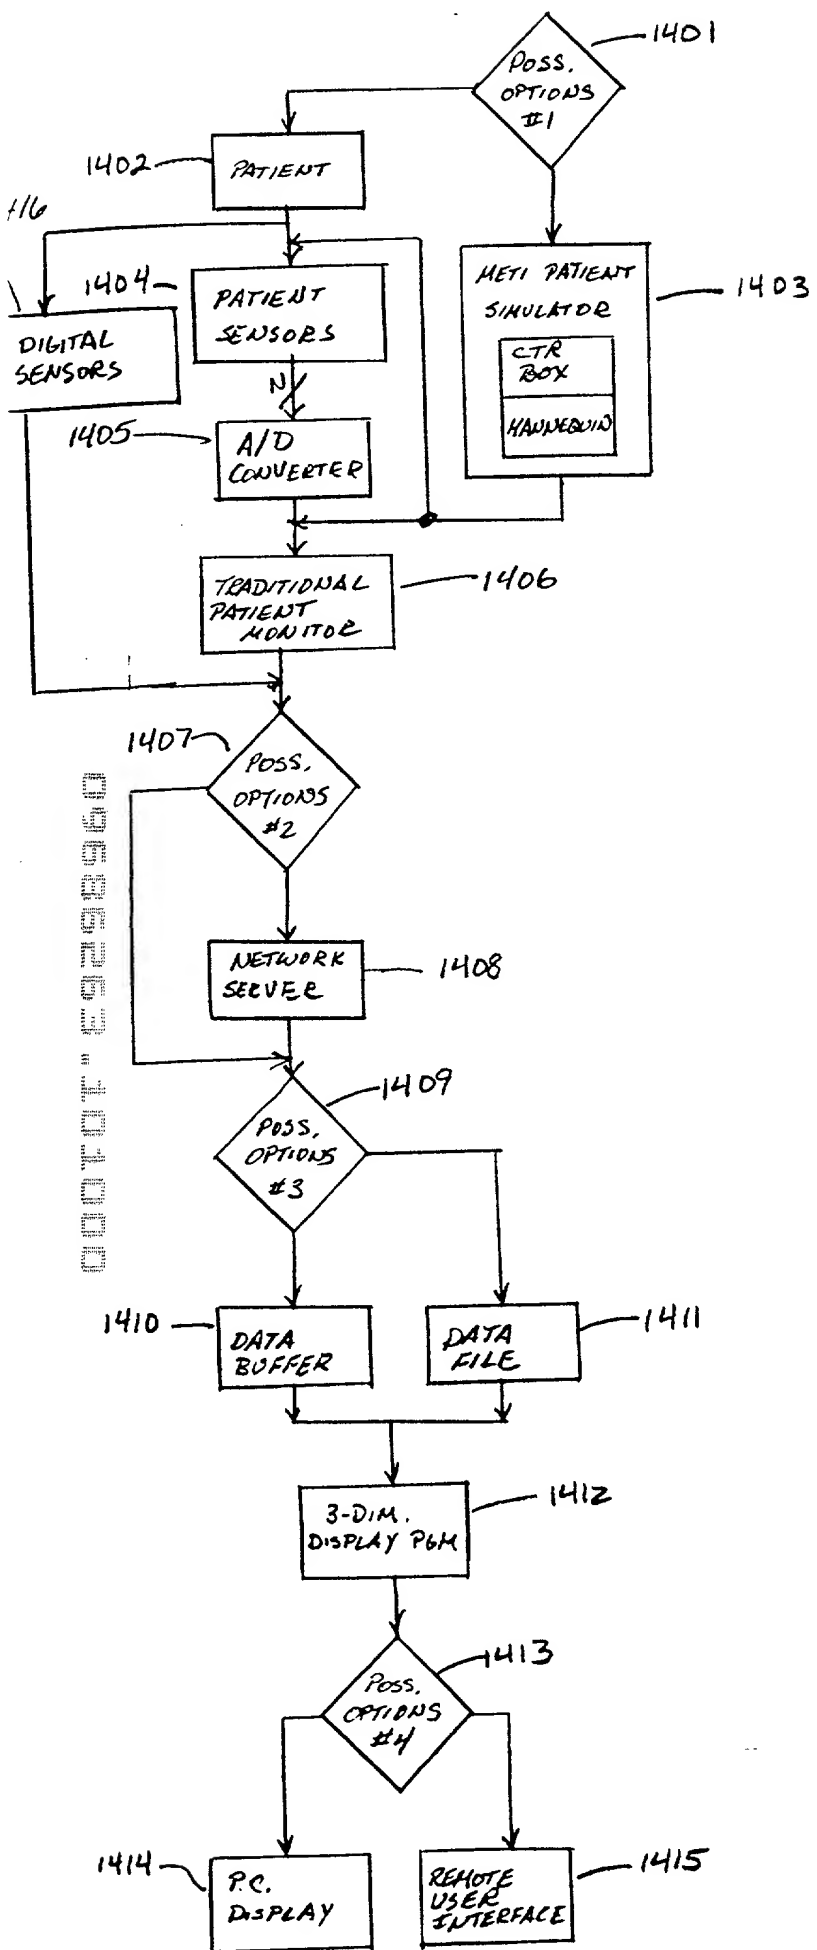 1401
POSS.
OPTIONS
#1
1402
PATIENT
1404
PATIENT
SENSORS
METI PATIENT
SIMULATOR
CTR
BOX
MANNEQUIN
1403
DIGITAL
SENSORS
N
1405
A/D
CONVERTER
TRADITIONAL
PATIENT
MONITOR
1406
1407
POSS.
OPTIONS
#2
NETWORK
SERVER
1408
1409
POSS.
OPTIONS
#3
1410
DATA
BUFFER
DATA
FILE
1411
3-DIM.
DISPLAY PGM
1412
1413
POSS.
OPTIONS
#4
1414
P.C.
DISPLAY
REMOTE
USER
INTERFACE
1415